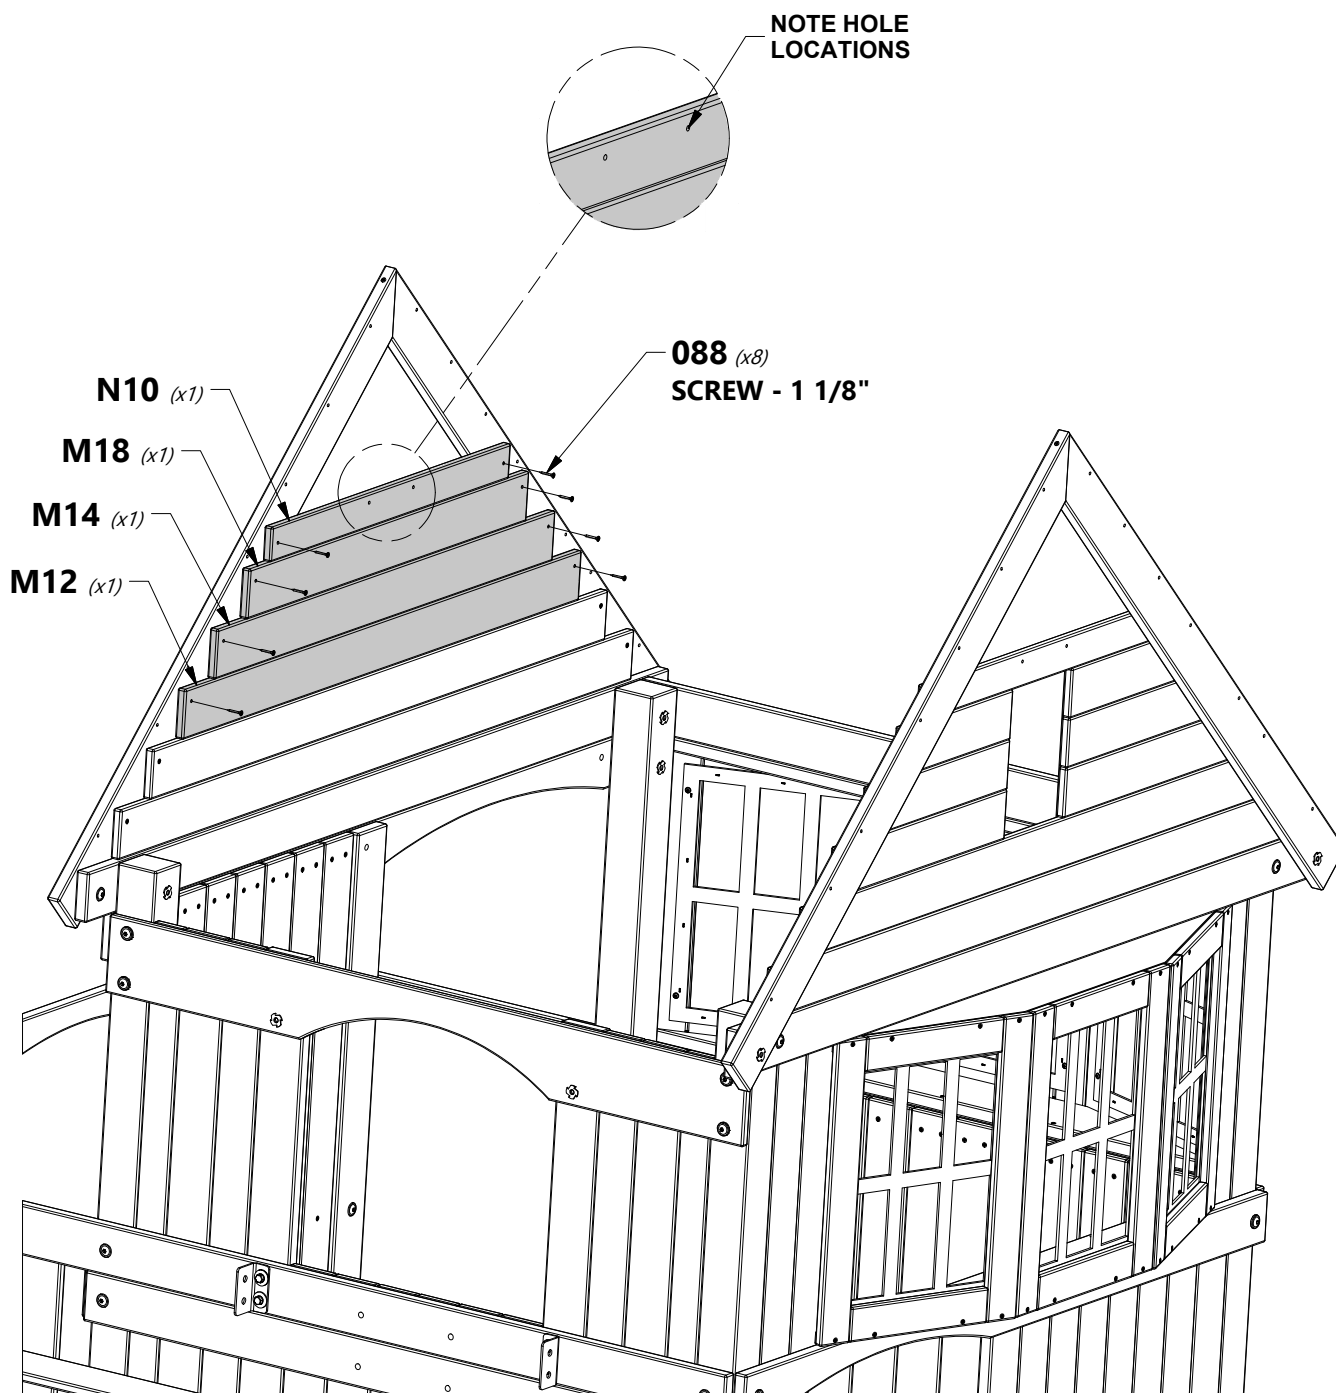 NOTE HOLE
LOCATIONS
088 (x8)
SCREW - 1 1/8"
N10 (x1)
M18 (x1)
M14 (x1)
M12 (x1)